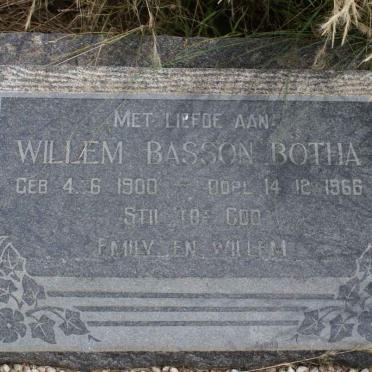 MET LIEFDE AAN
WILLEM BASSON BOTHA
GEB 4.6 1900 - OORL 14.12.1966
STIL TOT GOD
EMILY EN WILLEM